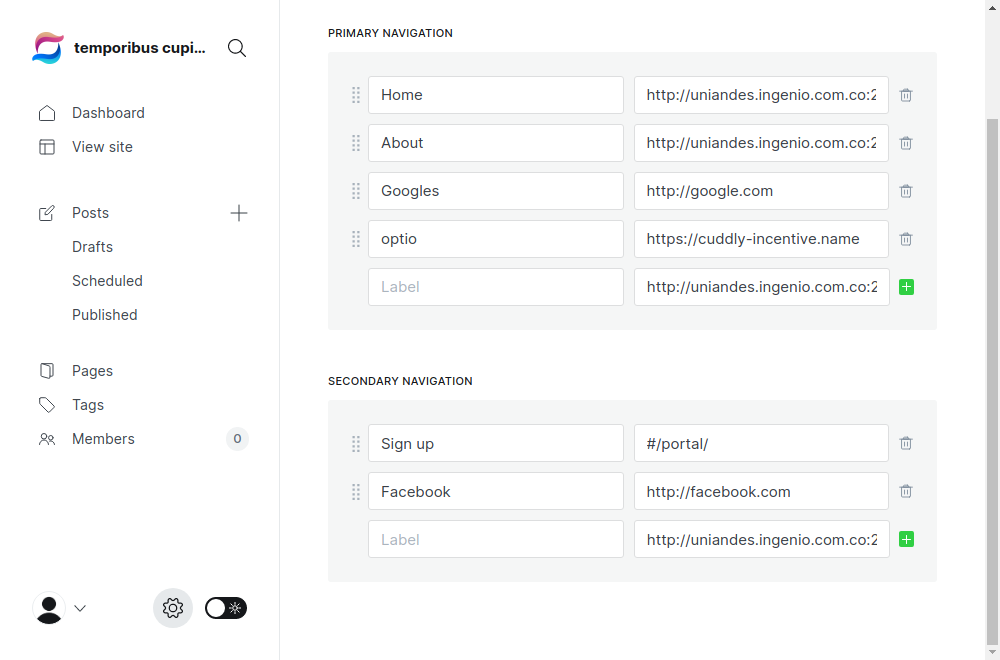 temporibus cupi...
Dashboard
View site
Posts
Drafts
Scheduled
Published
Pages
Tags
Members 0
PRIMARY NAVIGATION
Home http://uniandes.ingenio.com.co:2
About http://uniandes.ingenio.com.co:2
Googles http://google.com
optio https://cuddly-incentive.name
Label http://uniandes.ingenio.com.co:2
SECONDARY NAVIGATION
Sign up #/portal/
Facebook http://facebook.com
Label http://uniandes.ingenio.com.co:2